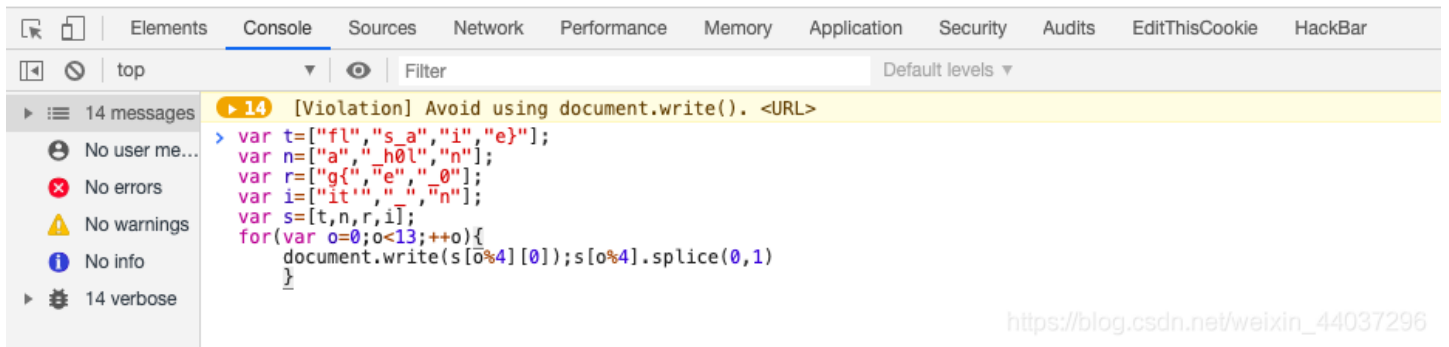 Elements Console Sources Network Performance Memory Application Security Audits EditThisCookie HackBar
top Filter Default levels
14 messages
No user me...
No errors
No warnings
No info
14 verbose
14 [Violation] Avoid using document.write(). <URL>
> var t=["fl","s_a","i","e}"];
var n=["a","_h0l","n"];
var r=["g{","e","_0"];
var i=["it'","_","n"];
var s=[t,n,r,i];
for(var o=0;o<13;++o){
document.write(s[o%4][0]);s[o%4].splice(0,1)
}
https://blog.csdn.net/weixin_44037296